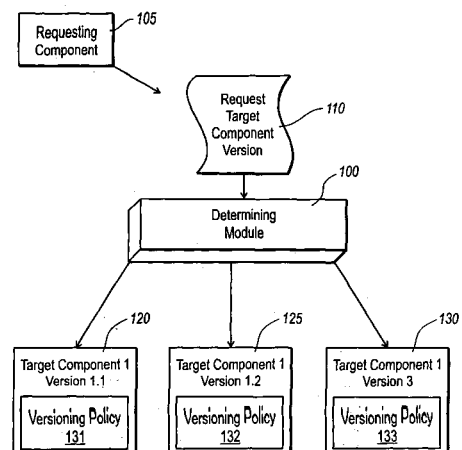 105
Requesting
Component
Request
Target
Component
Version
110
100
Determining
Module
120
125
130
Target Component 1
Version 1.1
Versioning Policy
131
Target Component 1
Version 1.2
Versioning Policy
132
Target Component 1
Version 3
Versioning Policy
133